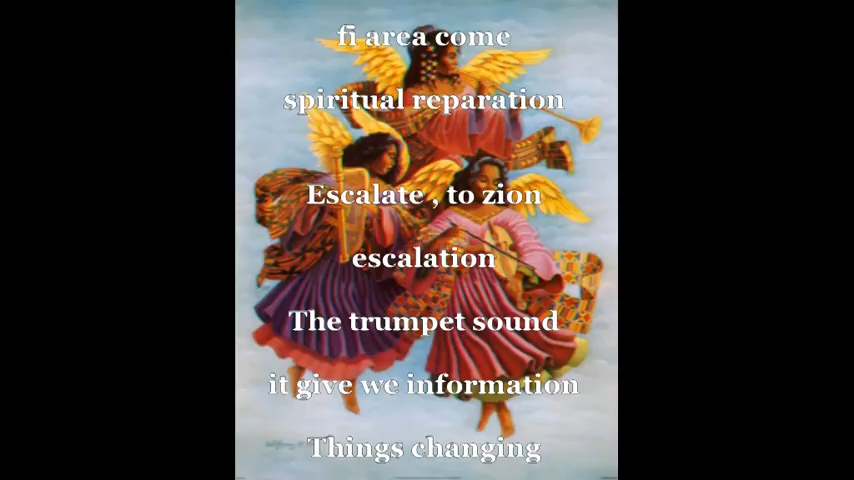 fi area come
spiritual reparation
Escalate , to zion
escalation
The trumpet sound
it give we information
Things changing